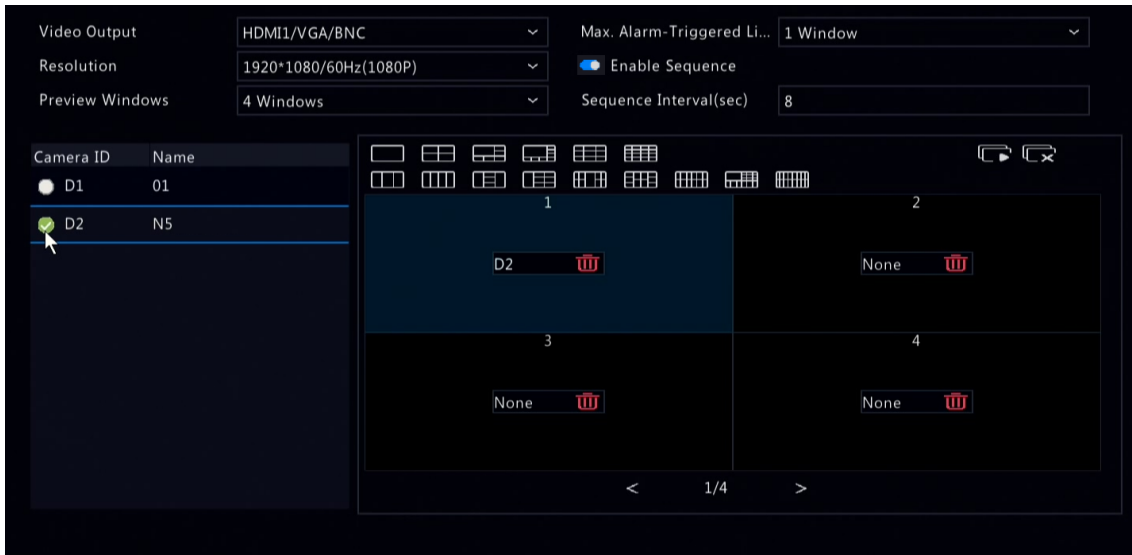 Video Output HDMI1/VGA/BNC Max. Alarm-Triggered Li... 1 Window
Resolution 1920*1080/60Hz(1080P) Enable Sequence
Preview Windows 4 Windows Sequence Interval(sec) 8
Camera ID Name
D1 01
D2 N5
1 2
D2 None
3 4
None None
< 1/4 >